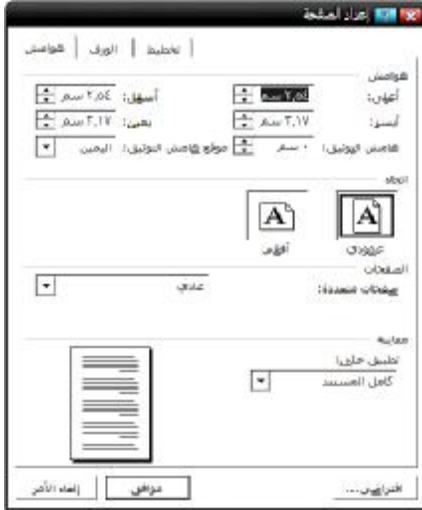 إعداد الصفحة
هوامش الورق تخطيط
هوامش
أعلى: ٢,٥٤ سم أسفل: ٢,٥٤ سم
أيسر: ٣,١٧ سم يمين: ٣,١٧ سم
هامش التوثيق: ٠ سم موقع هامش التوثيق: اليمين
اتجاه
A A
عمودي أفقي
الصفحات
صفحات متعددة: عادي
معاينة
تطبيق على:
كامل المستند
افتراضي... موافق إلغاء الأمر